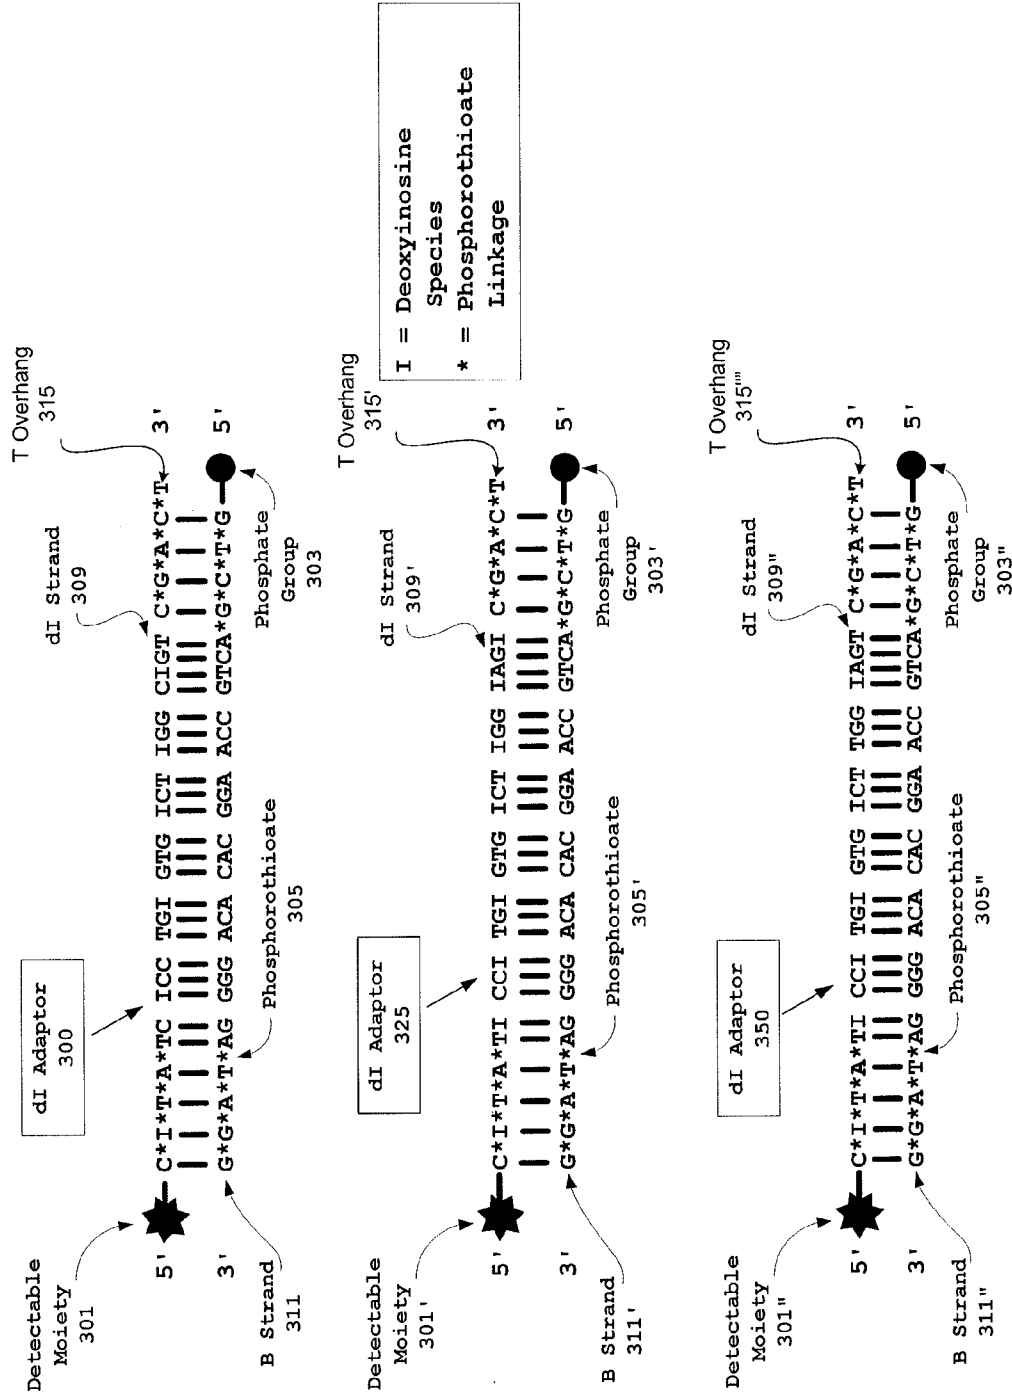 Detectable
Moiety
301
dI Adaptor
300
dI Strand
309
T Overhang
315
5' C*I*T*A*TC ICC TGI GTG ICT IGG CIGT C*G*A*C*T 3'
3' G*G*A*T*AG GGG ACA CAC GGA ACC GTCA*G*C*T*G 5'
B Strand
311
Phosphorothioate
305
Phosphate
Group
303
Detectable
Moiety
301'
dI Adaptor
325
dI Strand
309'
T Overhang
315'
5' C*I*T*A*TI CCI TGI GTG ICT IGG IAGI C*G*A*C*T 3'
3' G*G*A*T*AG GGG ACA CAC GGA ACC GTCA*G*C*T*G 5'
B Strand
311'
Phosphorothioate
305'
Phosphate
Group
303'
I = Deoxyinosine
Species
* = Phosphorothioate
Linkage
Detectable
Moiety
301"
dI Adaptor
350
dI Strand
309"
T Overhang
315""
5' C*I*T*A*TI CCI TGI GTG ICT TGG IAGT C*G*A*C*T 3'
3' G*G*A*T*AG GGG ACA CAC GGA ACC GTCA*G*C*T*G 5'
B Strand
311"
Phosphorothioate
305"
Phosphate
Group
303"